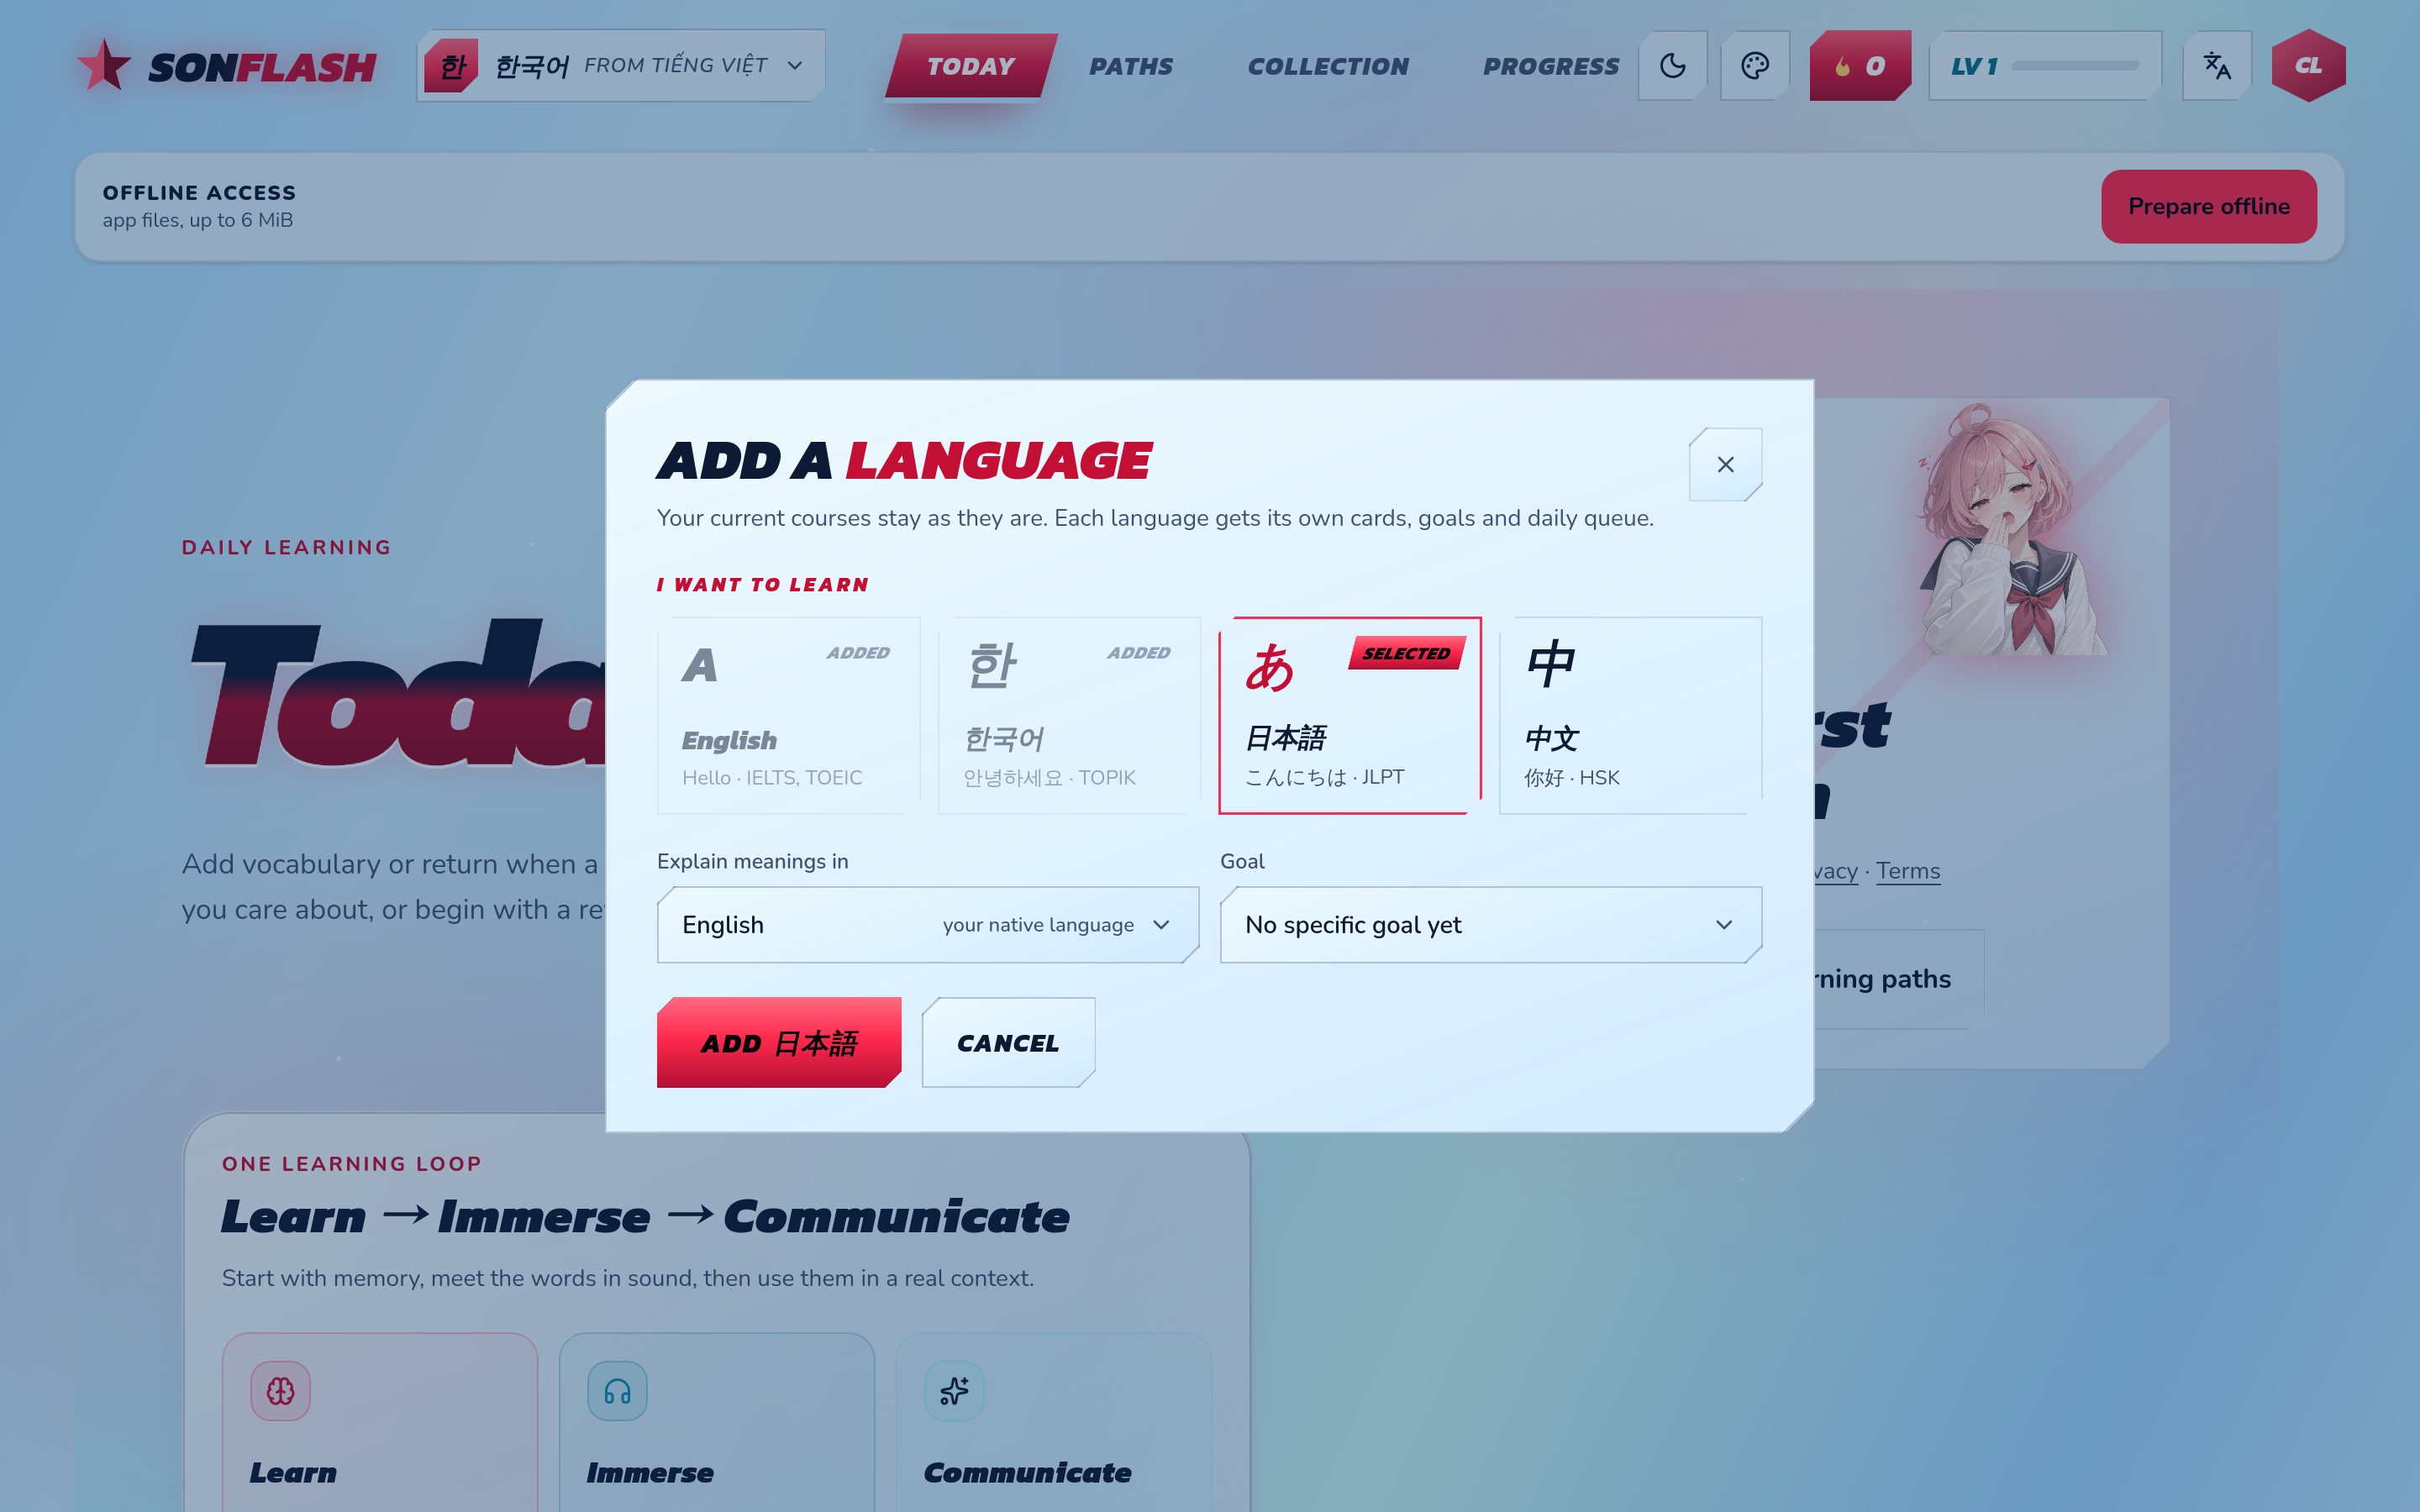 SONFLASH
한 한국어 FROM TIẾNG VIỆT
TODAY
PATHS
COLLECTION
PROGRESS
0
LV 1
CL
OFFLINE ACCESS
app files, up to 6 MiB
Prepare offline
DAILY LEARNING
Add vocabulary or return when a
you care about, or begin with a
Terms
paths
ADD A LANGUAGE
Your current courses stay as they are. Each language gets its own cards, goals and daily queue.
I WANT TO LEARN
A ADDED
English
Hello · IELTS, TOEIC
한 ADDED
한국어
안녕하세요 · TOPIK
あ SELECTED
日本語
こんにちは · JLPT
中
中文
你好 · HSK
Explain meanings in
English your native language
Goal
No specific goal yet
ADD 日本語
CANCEL
ONE LEARNING LOOP
Learn → Immerse → Communicate
Start with memory, meet the words in sound, then use them in a real context.
Learn
Immerse
Communicate